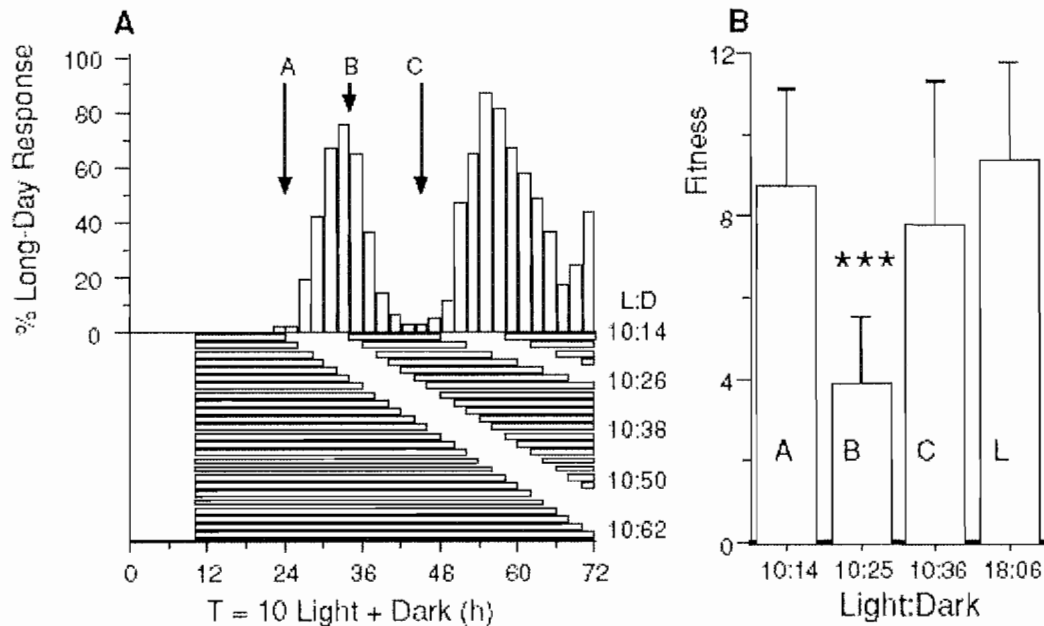 A
% Long-Day Response
100
80
60
40
20
0
A
B
C
L:D
10:14
10:26
10:38
10:50
10:62
0
12
24
36
48
60
72
T = 10 Light + Dark (h)
B
Fitness
12
8
4
0
***
A
B
C
L
10:14
10:25
10:36
18:06
Light:Dark